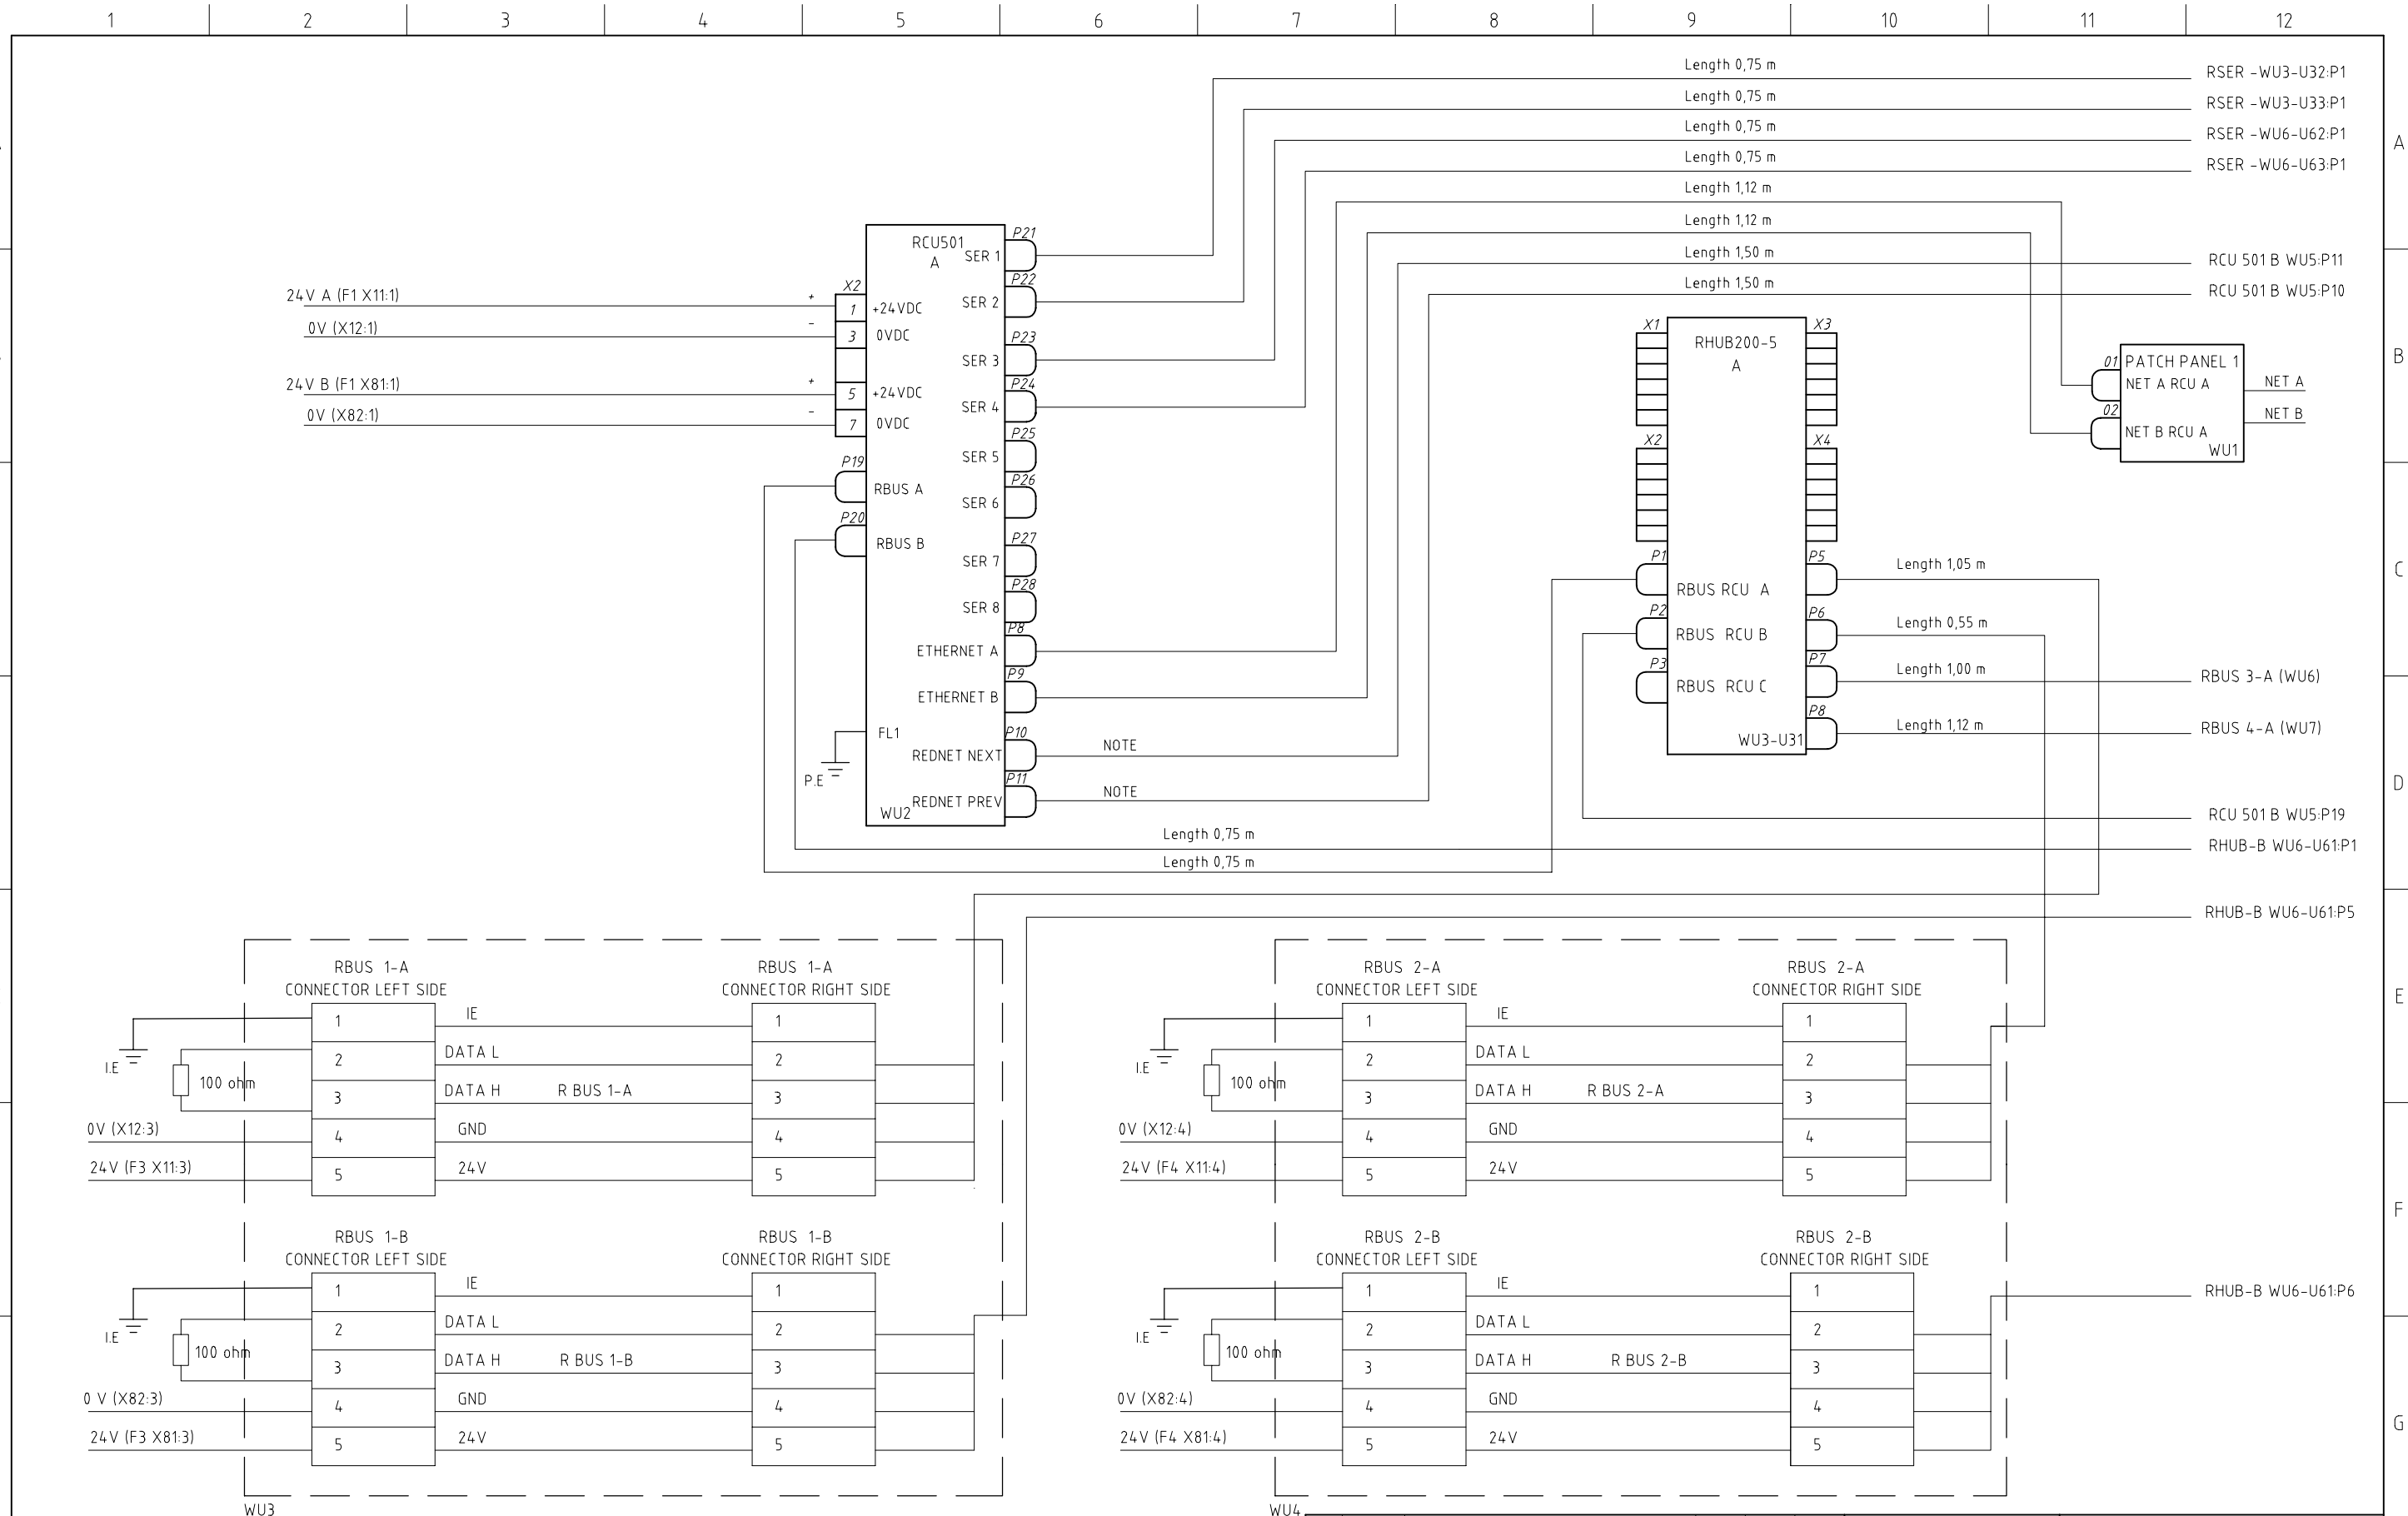 1 2 3 4 5 6 7 8 9 10 11 12
Length 0,75 m
RSER -WU3-U32:P1
Length 0,75 m
RSER -WU3-U33:P1
Length 0,75 m
RSER -WU6-U62:P1
A
Length 0,75 m
RSER -WU6-U63:P1
Length 1,12 m
Length 1,12 m
Length 1,50 m
RCU 501 B WU5:P11
Length 1,50 m
RCU 501 B WU5:P10
24V A (F1 X11:1)
+
0V (X12:1)
-
24V B (F1 X81:1)
+
0V (X82:1)
-
X2
1 +24VDC
3 0VDC
5 +24VDC
7 0VDC
P19
RBUS A
P20
RBUS B
RCU501
A
P21
SER 1
P22
SER 2
P23
SER 3
P24
SER 4
P25
SER 5
P26
SER 6
P27
SER 7
P28
SER 8
P8
ETHERNET A
P9
ETHERNET B
FL1
P.E
P10
REDNET NEXT
NOTE
P11
REDNET PREV
NOTE
WU2
X1
X3
RHUB200-5
A
X2
X4
P1
RBUS RCU A
P2
RBUS RCU B
P3
RBUS RCU C
P5
Length 1,05 m
P6
Length 0,55 m
P7
Length 1,00 m
RBUS 3-A (WU6)
P8
Length 1,12 m
RBUS 4-A (WU7)
WU3-U31
B
01
PATCH PANEL 1
NET A RCU A
NET A
02
NET B RCU A
NET B
WU1
C
D
RCU 501 B WU5:P19
Length 0,75 m
RHUB-B WU6-U61:P1
Length 0,75 m
RHUB-B WU6-U61:P5
RBUS 1-A
CONNECTOR LEFT SIDE
RBUS 1-A
CONNECTOR RIGHT SIDE
1 IE 1
I.E
2 DATA L 2
100 ohm
3 DATA H R BUS 1-A 3
0V (X12:3)
4 GND 4
24V (F3 X11:3)
5 24V 5
RBUS 2-A
CONNECTOR LEFT SIDE
RBUS 2-A
CONNECTOR RIGHT SIDE
E
1 IE 1
I.E
2 DATA L 2
100 ohm
3 DATA H R BUS 2-A 3
0V (X12:4)
4 GND 4
24V (F4 X11:4)
5 24V 5
F
RBUS 1-B
CONNECTOR LEFT SIDE
RBUS 1-B
CONNECTOR RIGHT SIDE
1 IE 1
I.E
2 DATA L 2
100 ohm
3 DATA H R BUS 1-B 3
0 V (X82:3)
4 GND 4
24V (F3 X81:3)
5 24V 5
WU3
RBUS 2-B
CONNECTOR LEFT SIDE
RBUS 2-B
CONNECTOR RIGHT SIDE
1 IE 1
RHUB-B WU6-U61:P6
I.E
2 DATA L 2
100 ohm
3 DATA H R BUS 2-B 3
0V (X82:4)
4 GND 4
24V (F4 X81:4)
5 24V 5
G
WU4